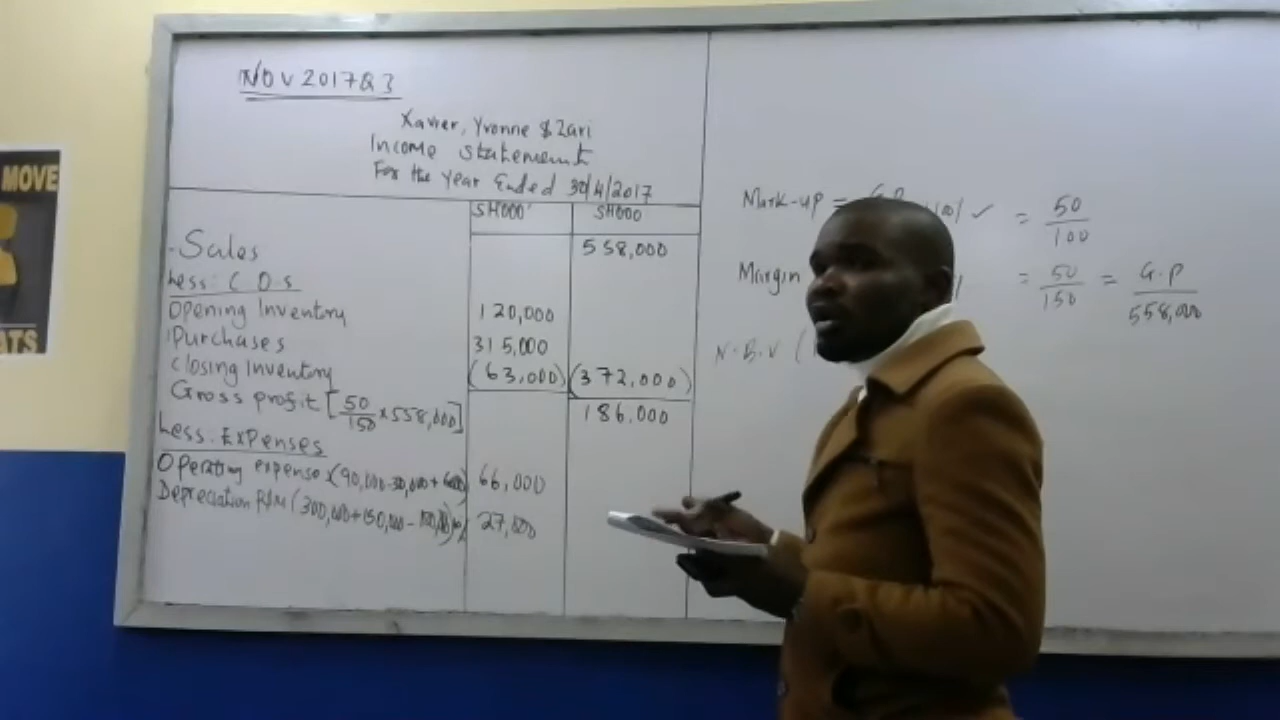 MOVE
ATS
NOV 2017 Q3
Xavier, Yvonne & Zari
Income statement
For the Year Ended 30/4/2017
SH000' SH000
Sales 558,000
Less: C.O.S
Opening Inventory 120,000
Purchases 315,000
Closing Inventory (63,000) (372,000)
Gross profit [50/150 × 558,000] 186,000
Less: Expenses
Operating expenses (90,000-30,000+ 66,000
Depreciation (300,000+150,000- 27,000
Mark-up = G.P = 50/100
Margin = 50/150 = G.P/558,000
N.B.V (